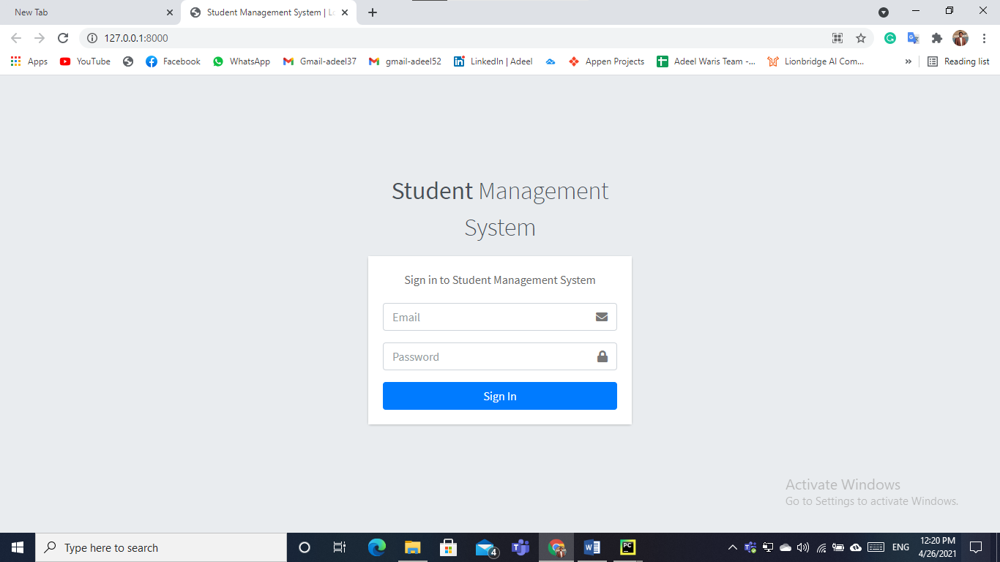 New Tab
Student Management System | Lo
127.0.0.1:8000
Apps YouTube Facebook WhatsApp Gmail-adeel37 gmail-adeel52 LinkedIn | Adeel Appen Projects Adeel Waris Team -... Lionbridge AI Com... » Reading list
Student Management
System
Sign in to Student Management System
Email
Password
Sign In
Activate Windows
Go to Settings to activate Windows.
Type here to search
4
PC
ENG
12:20 PM
4/26/2021